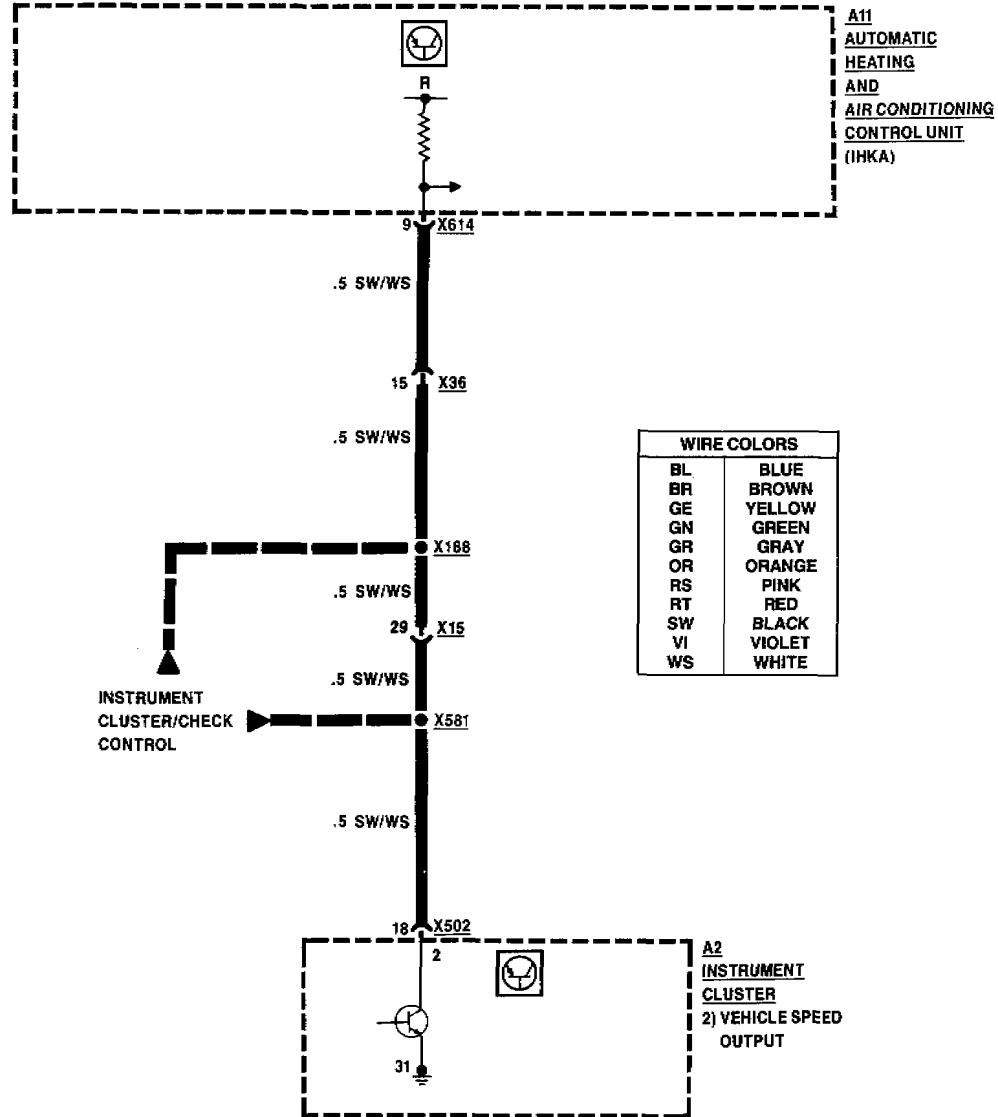 A11
AUTOMATIC
HEATING
AND
AIR CONDITIONING
CONTROL UNIT
(IHKA)
R
9 X614
.5 SW/WS
15 X36
.5 SW/WS
X188
.5 SW/WS
29 X15
.5 SW/WS
INSTRUMENT
CLUSTER/CHECK
CONTROL
X581
.5 SW/WS
18 X502
2
31
A2
INSTRUMENT
CLUSTER
2) VEHICLE SPEED
OUTPUT
WIRE COLORS
BL BLUE
BR BROWN
GE YELLOW
GN GREEN
GR GRAY
OR ORANGE
RS PINK
RT RED
SW BLACK
VI VIOLET
WS WHITE